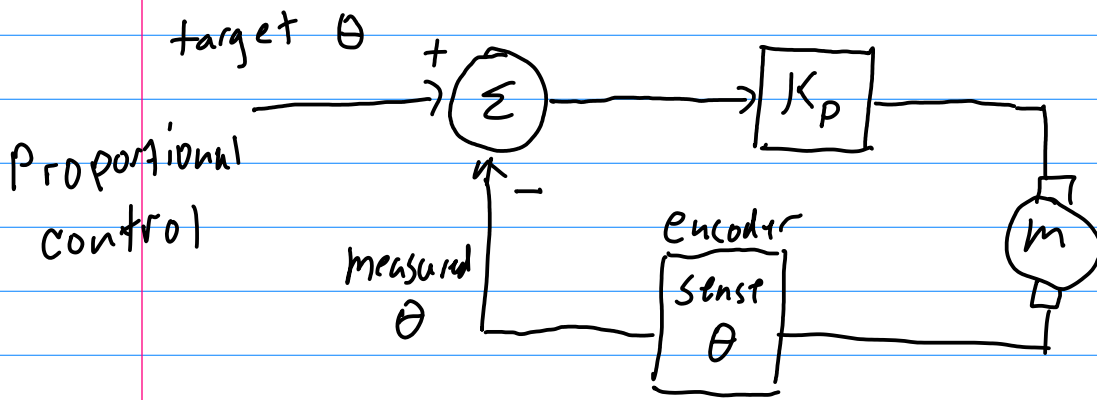 target θ
+
Σ
Kp
Proportional
control
-
measured
θ
encoder
sense
θ
m